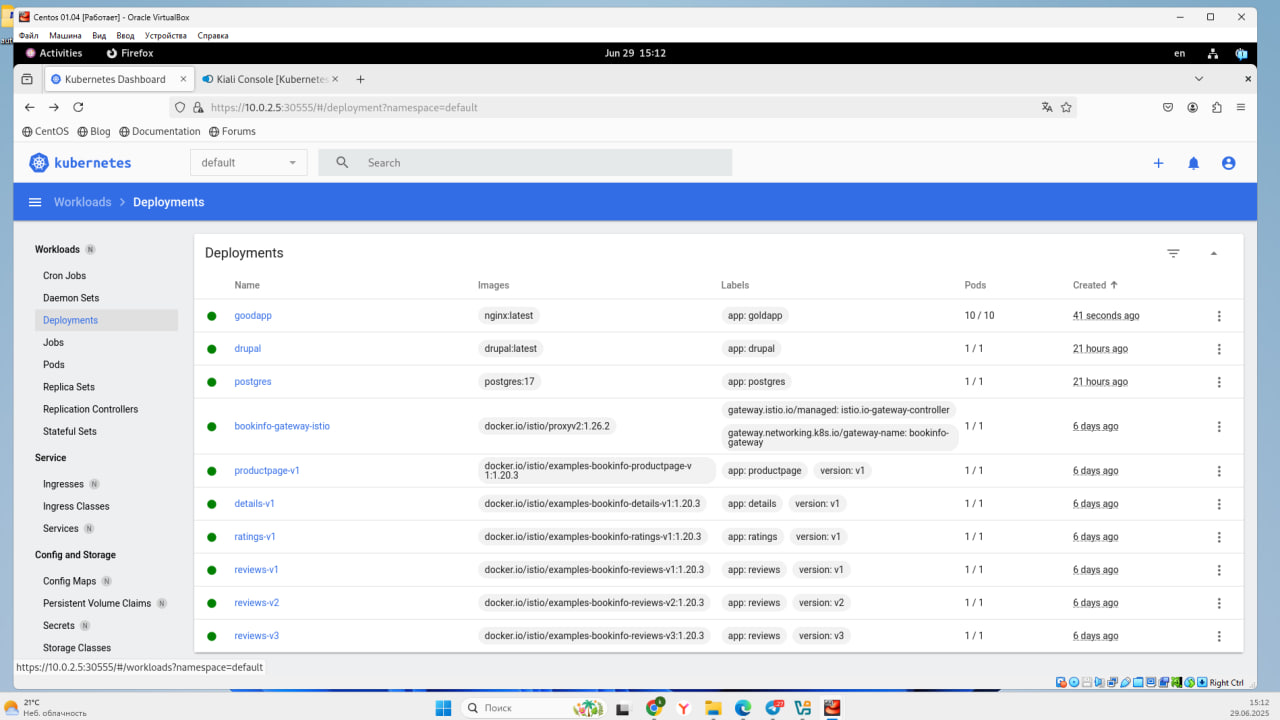 Centos 01.04 [Работает] - Oracle VirtualBox
Файл Машина Вид Ввод Устройства Справка
Activities Firefox Jun 29 15:12 en
Kubernetes Dashboard Kiali Console [Kubernetes
https://10.0.2.5:30555/#/deployment?namespace=default
CentOS Blog Documentation Forums
kubernetes default Search
Workloads Deployments
Workloads N
Cron Jobs
Daemon Sets
Deployments
Jobs
Pods
Replica Sets
Replication Controllers
Stateful Sets
Service
Ingresses N
Ingress Classes
Services N
Config and Storage
Config Maps N
Persistent Volume Claims N
Secrets N
Storage Classes
Deployments
Name Images Labels Pods Created
goodapp nginx:latest app: goldapp 10 / 10 41 seconds ago
drupal drupal:latest app: drupal 1 / 1 21 hours ago
postgres postgres:17 app: postgres 1 / 1 21 hours ago
gateway.istio.io/managed: istio.io-gateway-controller
bookinfo-gateway-istio docker.io/istio/proxyv2:1.26.2 1 / 1 6 days ago
gateway.networking.k8s.io/gateway-name: bookinfo-
gateway
docker.io/istio/examples-bookinfo-productpage-v
productpage-v1 app: productpage version: v1 1 / 1 6 days ago
1:1.20.3
details-v1 docker.io/istio/examples-bookinfo-details-v1:1.20.3 app: details version: v1 1 / 1 6 days ago
ratings-v1 docker.io/istio/examples-bookinfo-ratings-v1:1.20.3 app: ratings version: v1 1 / 1 6 days ago
reviews-v1 docker.io/istio/examples-bookinfo-reviews-v1:1.20.3 app: reviews version: v1 1 / 1 6 days ago
reviews-v2 docker.io/istio/examples-bookinfo-reviews-v2:1.20.3 app: reviews version: v2 1 / 1 6 days ago
reviews-v3 docker.io/istio/examples-bookinfo-reviews-v3:1.20.3 app: reviews version: v3 1 / 1 6 days ago
https://10.0.2.5:30555/#/workloads?namespace=default
Right Ctrl
21°C
Неб. облачность
Поиск
15:12
29.06.2025